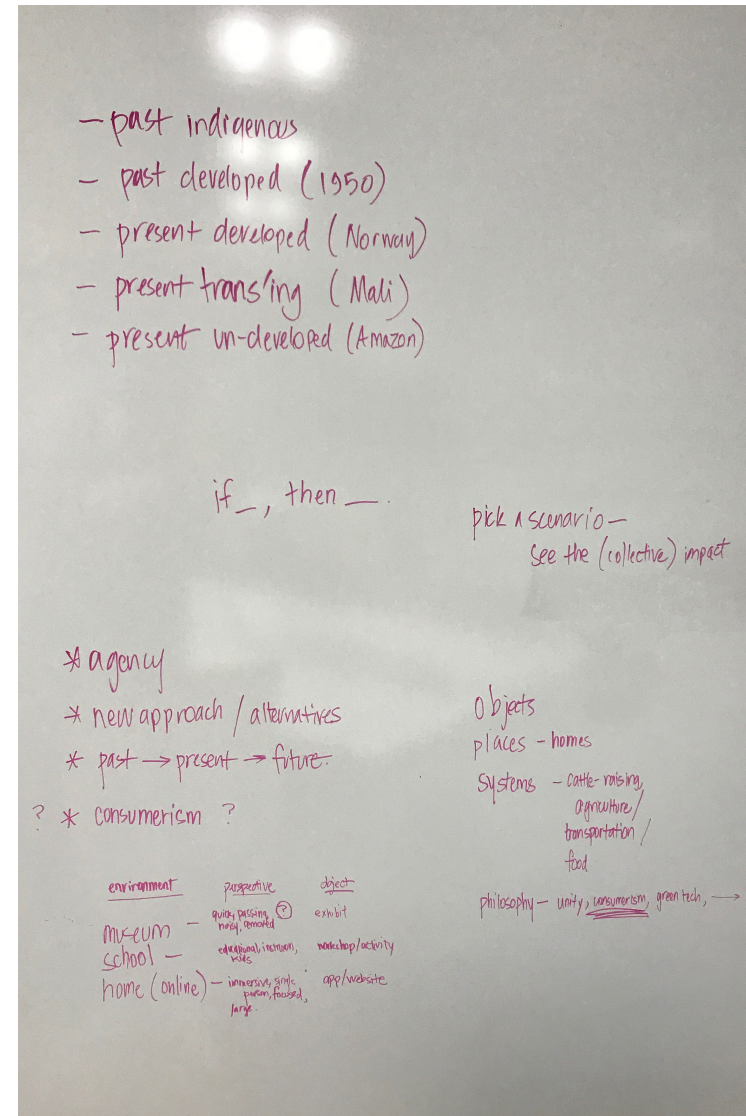 - past indigenous
- past developed (1950)
- present developed (Norway)
- present trans'ing (Mali)
- present un-developed (Amazon)
if _, then _.
pick a scenario -
see the (collective) impact
* agency
* new approach / alternatives
* past → present → future.
? * consumerism ?
objects
places - homes
systems - cattle-raising,
agriculture /
transportation /
food
philosophy - unity, consumerism, green tech, →
environment perspective object
museum - quick, passing, ? exhibit
noisy, removed
school - educational, kids workshop/activity
home (online) - immersive, single app/website
person, focused,
large.